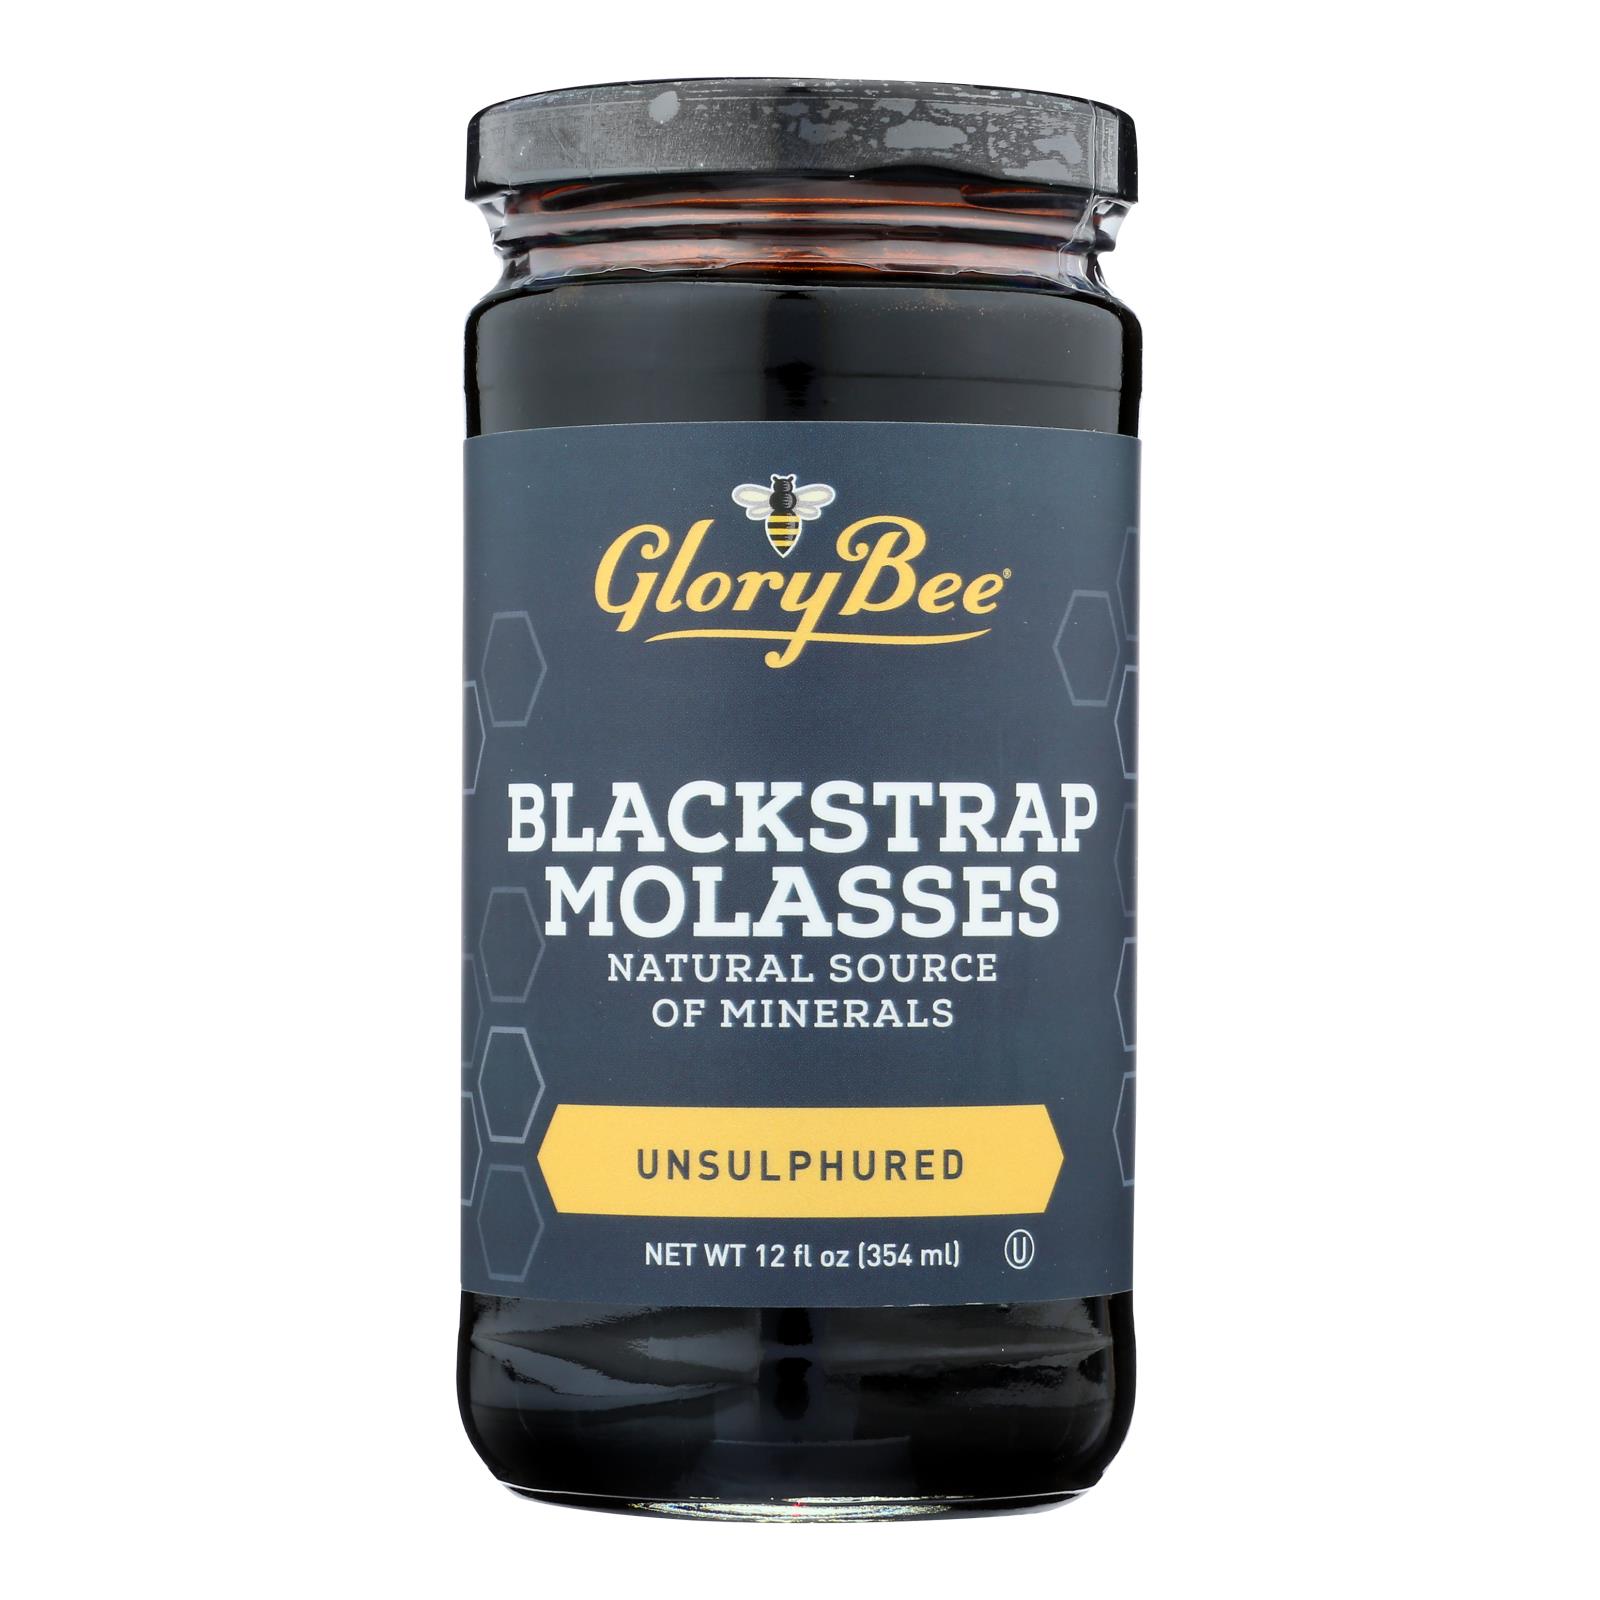 GloryBee®
BLACKSTRAP
MOLASSES
NATURAL SOURCE
OF MINERALS
UNSULPHURED
NET WT 12 fl oz (354 ml) U